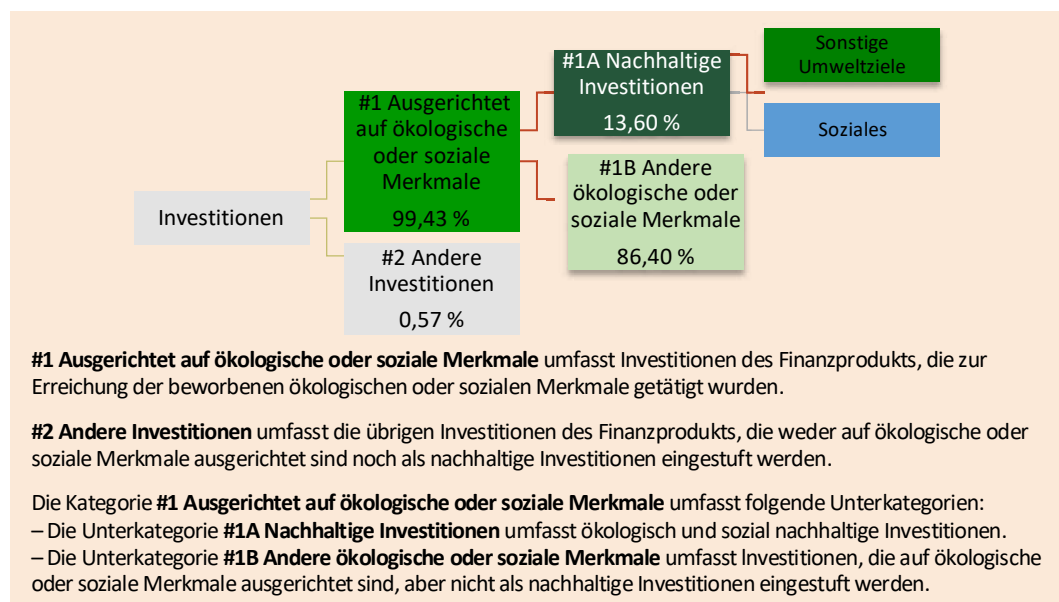 Sonstige
Umweltziele
#1A Nachhaltige
Investitionen
13,60 %
Soziales
#1 Ausgerichtet
auf ökologische
oder soziale
Merkmale
99,43 %
#1B Andere
ökologische oder
soziale Merkmale
86,40 %
Investitionen
#2 Andere
Investitionen
0,57 %
#1 Ausgerichtet auf ökologische oder soziale Merkmale umfasst Investitionen des Finanzprodukts, die zur
Erreichung der beworbenen ökologischen oder sozialen Merkmale getätigt wurden.
#2 Andere Investitionen umfasst die übrigen Investitionen des Finanzprodukts, die weder auf ökologische oder
soziale Merkmale ausgerichtet sind noch als nachhaltige Investitionen eingestuft werden.
Die Kategorie #1 Ausgerichtet auf ökologische oder soziale Merkmale umfasst folgende Unterkategorien:
– Die Unterkategorie #1A Nachhaltige Investitionen umfasst ökologisch und sozial nachhaltige Investitionen.
– Die Unterkategorie #1B Andere ökologische oder soziale Merkmale umfasst Investitionen, die auf ökologische
oder soziale Merkmale ausgerichtet sind, aber nicht als nachhaltige Investitionen eingestuft werden.